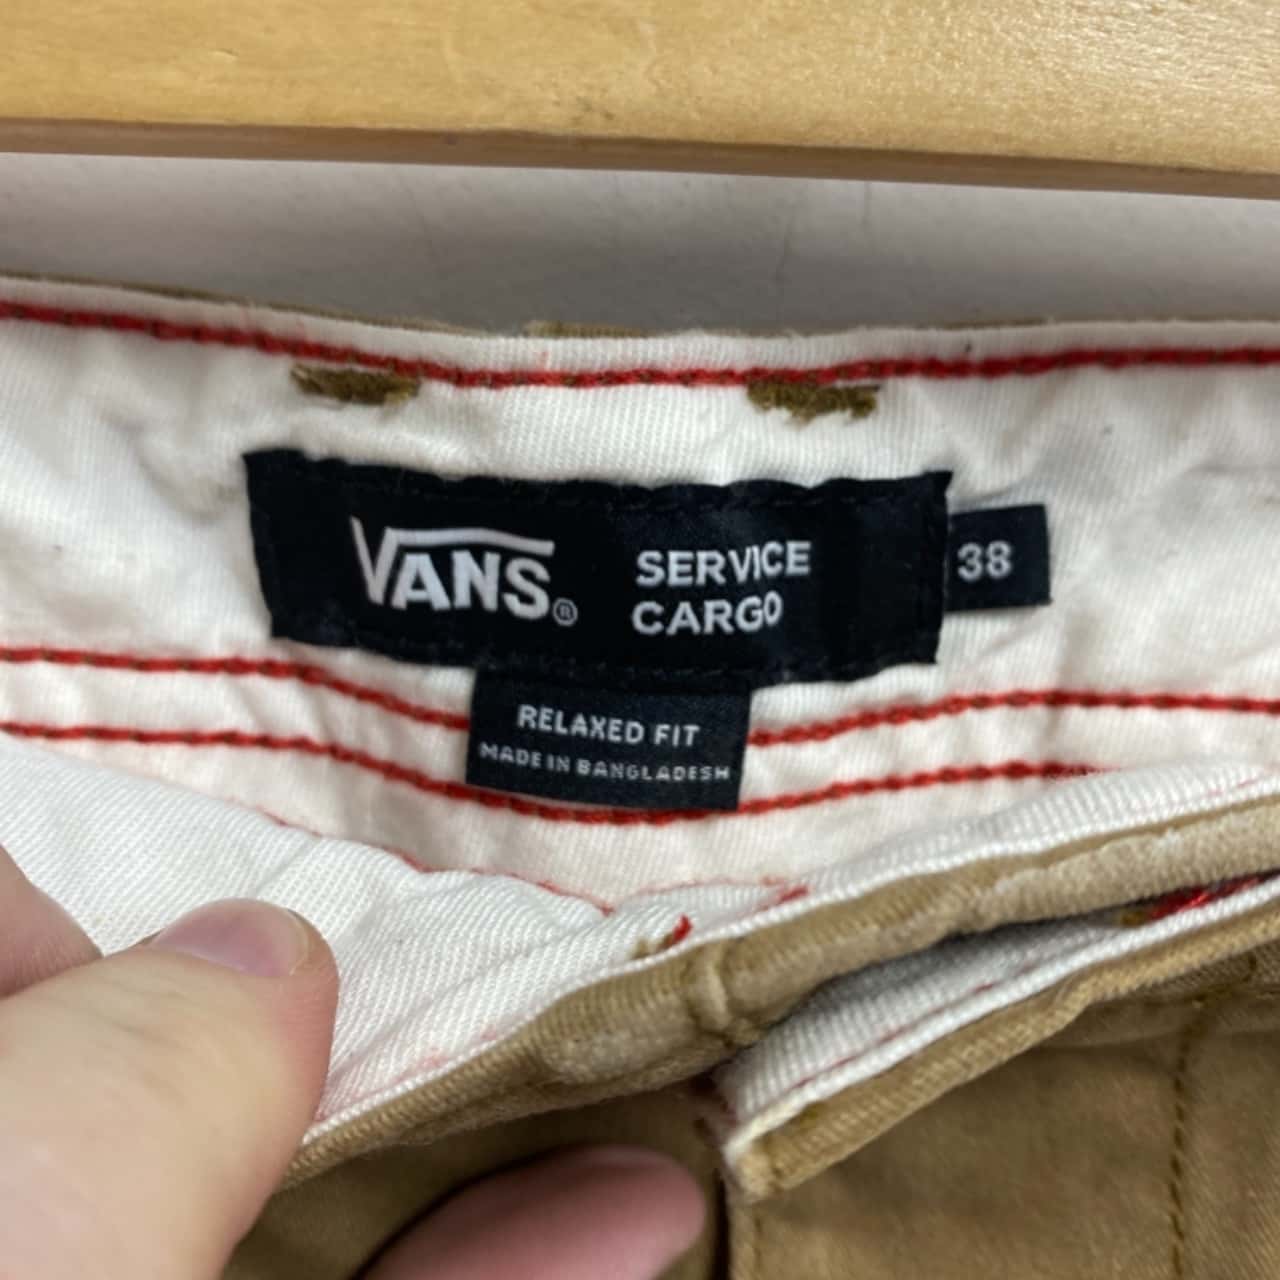 VANS®
SERVICE
CARGO
38
RELAXED FIT
MADE IN BANGLADESH